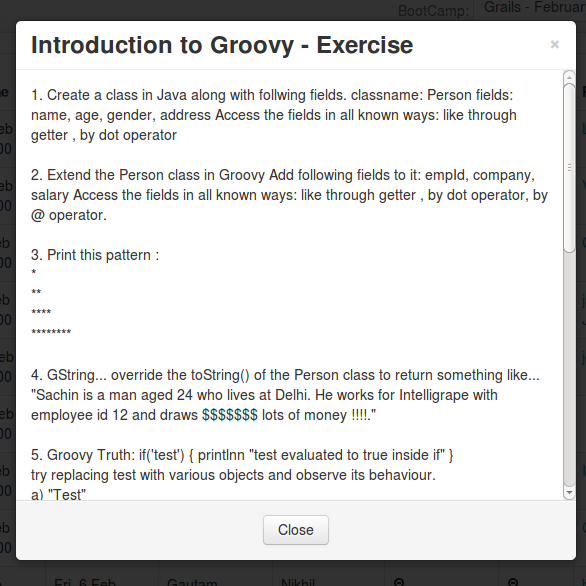 BootCamp: Grails - Februar
Introduction to Groovy - Exercise
×
1. Create a class in Java along with follwing fields. classname: Person fields:
name, age, gender, address Access the fields in all known ways: like through
getter , by dot operator
2. Extend the Person class in Groovy Add following fields to it: empId, company,
salary Access the fields in all known ways: like through getter , by dot operator, by
@ operator.
3. Print this pattern :
*
**
****
********
4. GString... override the toString() of the Person class to return something like...
"Sachin is a man aged 24 who lives at Delhi. He works for Intelligrape with
employee id 12 and draws $$$$$$$ lots of money !!!!."
5. Groovy Truth: if('test') { printlnn "test evaluated to true inside if" }
try replacing test with various objects and observe its behaviour.
a) "Test"
Close
Fri, 6 Feb Gautam Nikhil